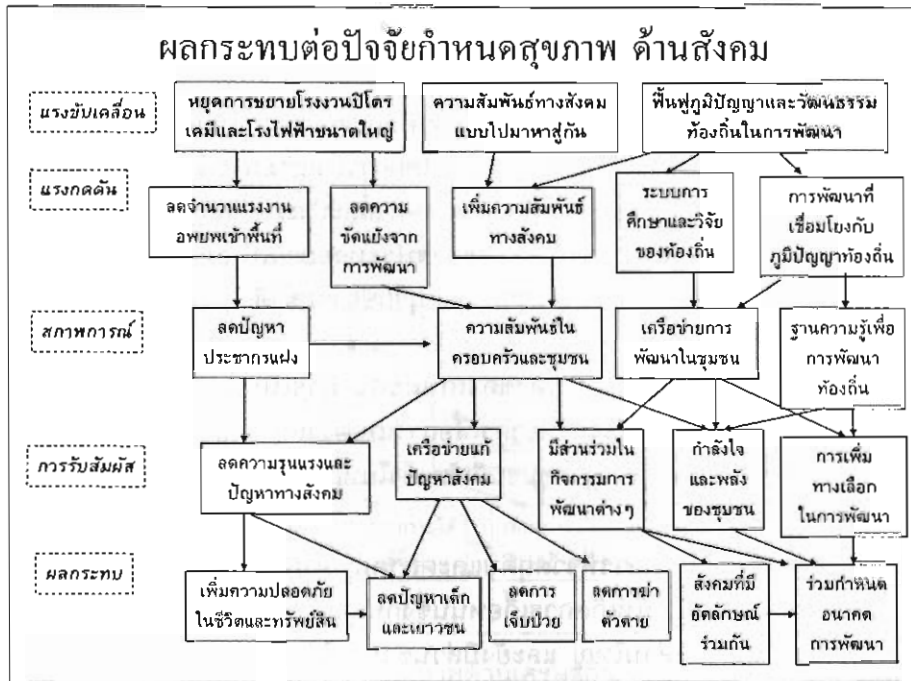 ผลกระทบต่อปัจจัยกำหนดสุขภาพ ด้านสังคม
แรงขับเคลื่อน
หยุดการขยายโรงงานปิโตร
เคมีและโรงไฟฟ้าขนาดใหญ่
ความสัมพันธ์ทางสังคม
แบบไปมาหาสู่กัน
ฟื้นฟูภูมิปัญญาและวัฒนธรรม
ท้องถิ่นในการพัฒนา
แรงกดดัน
ลดจำนวนแรงงาน
อพยพเข้าพื้นที่
ลดความ
ขัดแย้งจาก
การพัฒนา
เพิ่มความสัมพันธ์
ทางสังคม
ระบบการ
ศึกษาและวิจัย
ของท้องถิ่น
การพัฒนาที่
เชื่อมโยงกับ
ภูมิปัญญาท้องถิ่น
สภาพการณ์
ลดปัญหา
ประชากรแฝง
ความสัมพันธ์ใน
ครอบครัวและชุมชน
เครือข่ายการ
พัฒนาในชุมชน
ฐานความรู้เพื่อ
การพัฒนา
ท้องถิ่น
การรับสัมผัส
ลดความรุนแรงและ
ปัญหาทางสังคม
เครือข่ายแก้
ปัญหาสังคม
มีส่วนร่วมใน
กิจกรรมการ
พัฒนาต่างๆ
กำลังใจ
และพลัง
ของชุมชน
การเพิ่ม
ทางเลือก
ในการพัฒนา
ผลกระทบ
เพิ่มความปลอดภัย
ในชีวิตและทรัพย์สิน
ลดปัญหาเด็ก
และเยาวชน
ลดการ
เจ็บป่วย
ลดการฆ่า
ตัวตาย
สังคมที่มี
อัตลักษณ์
ร่วมกัน
ร่วมกำหนด
อนาคต
การพัฒนา